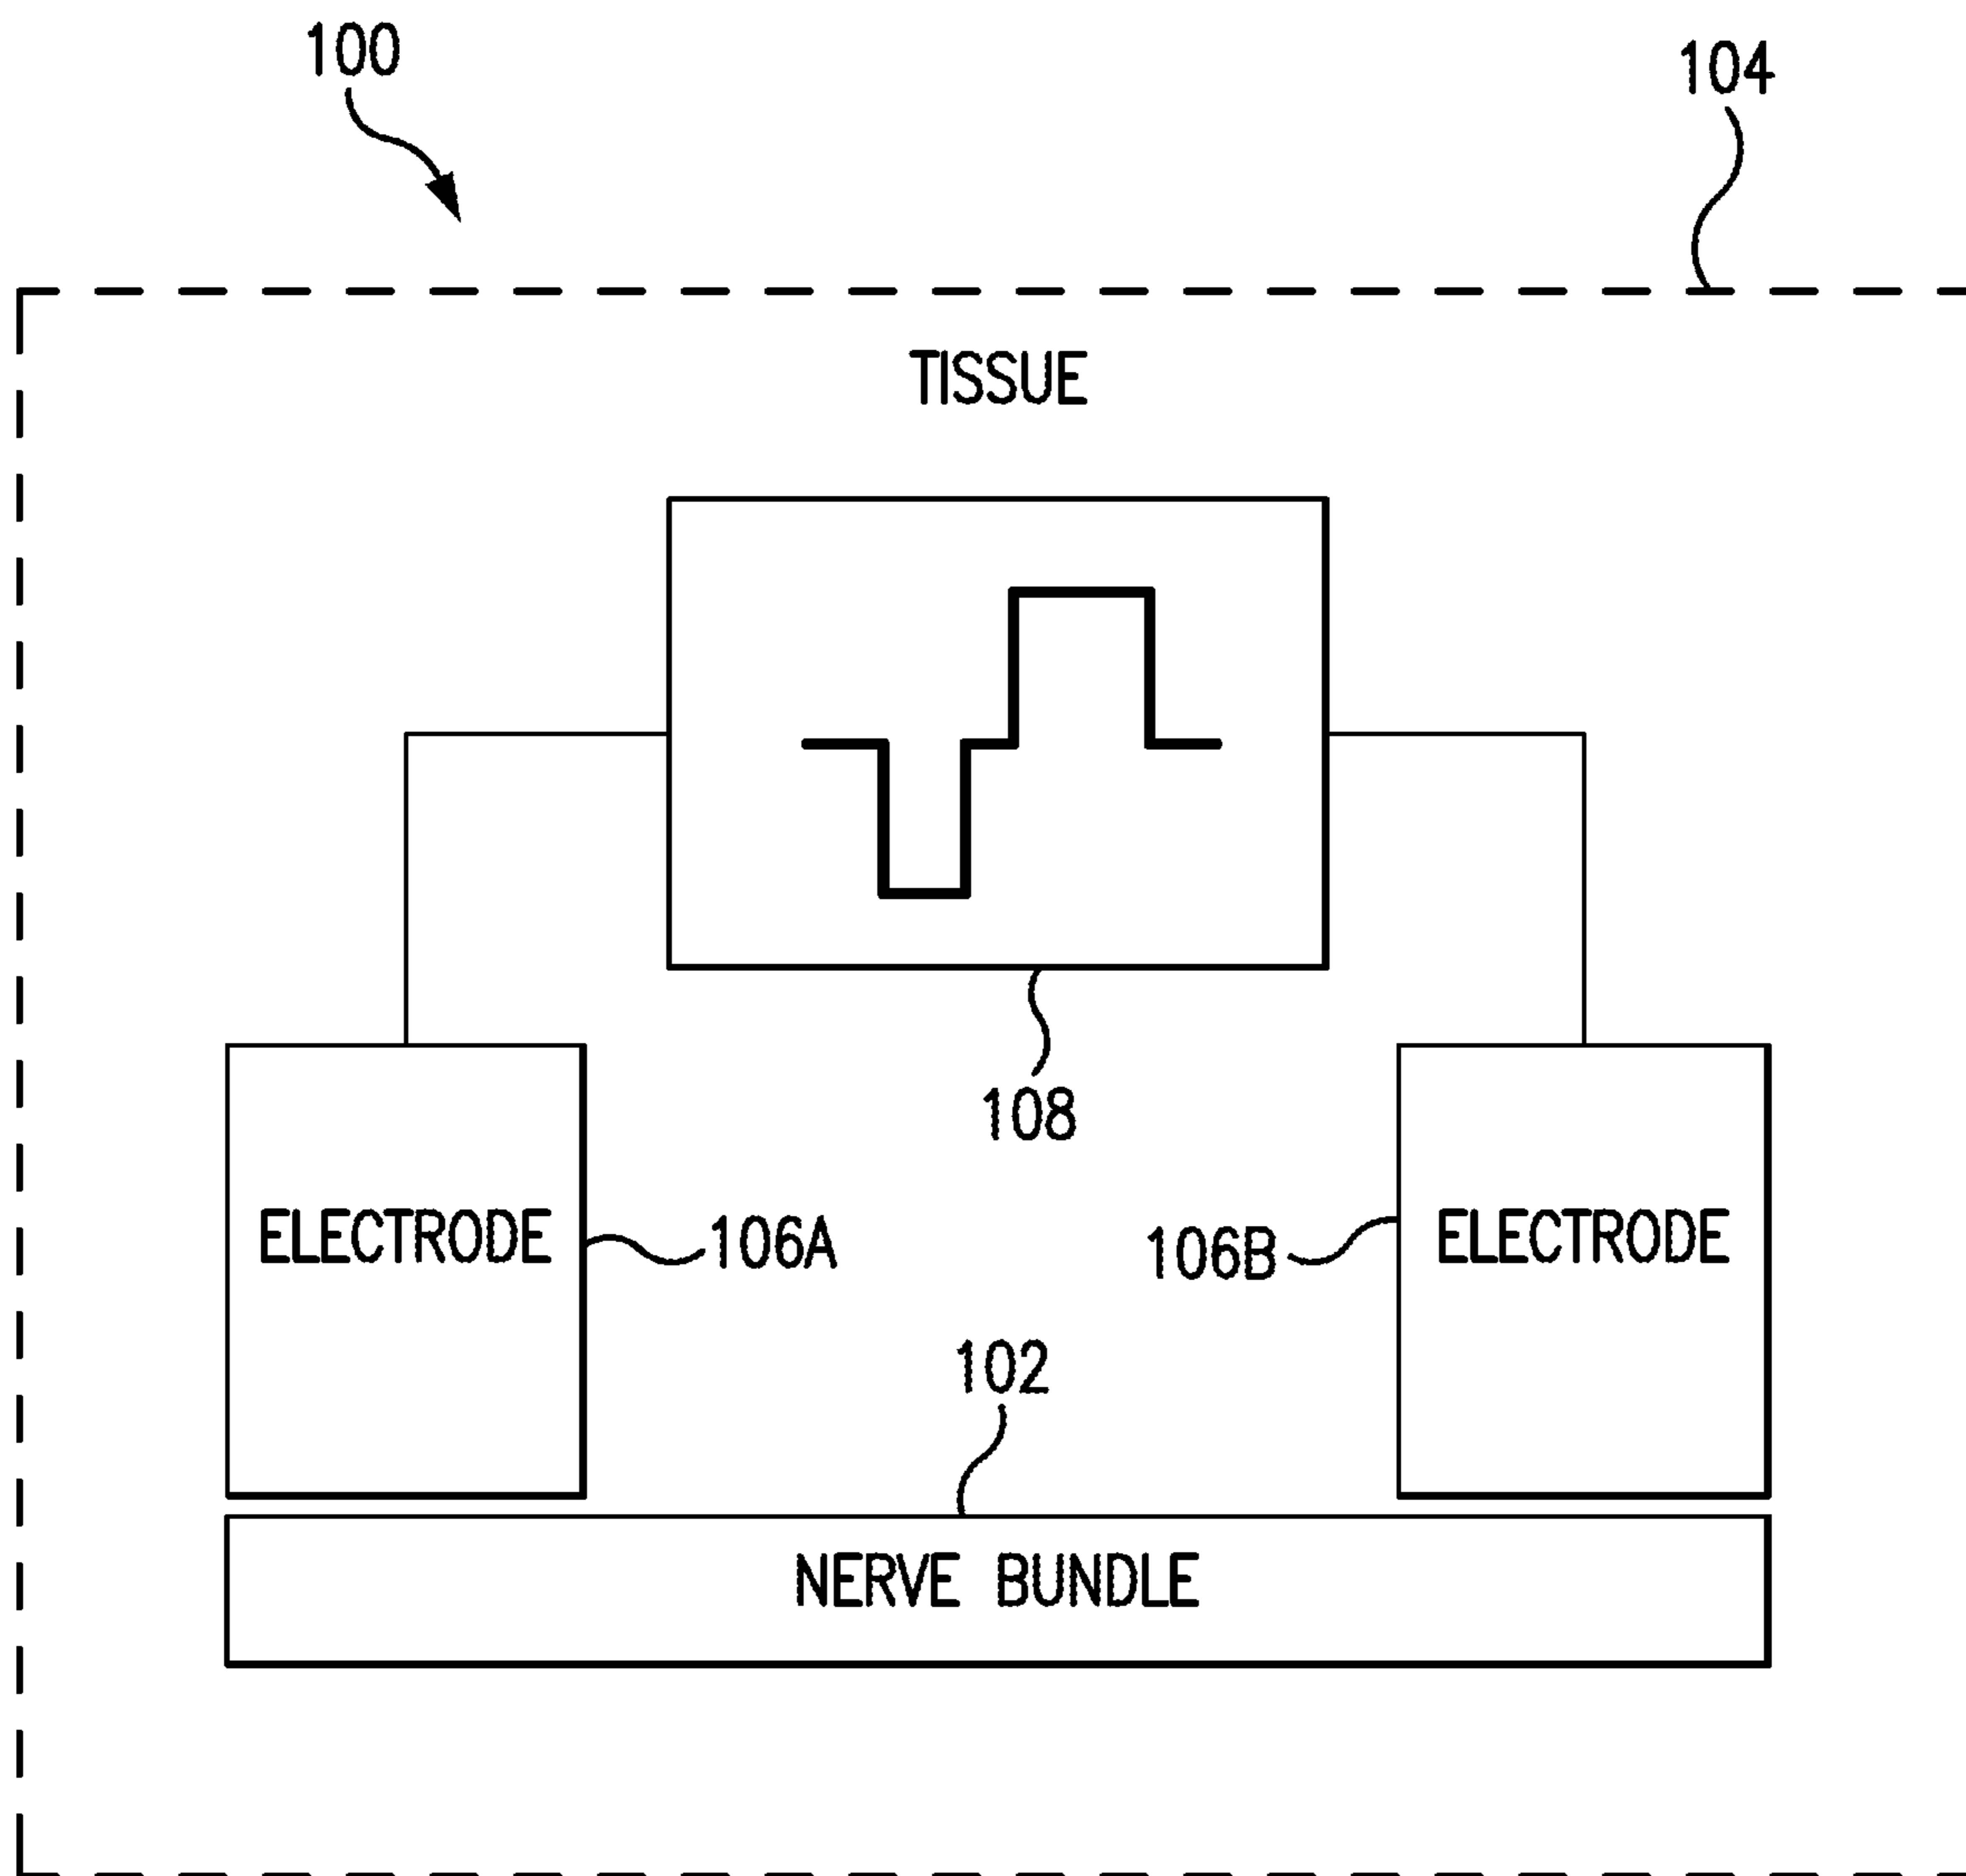 100
104
TISSUE
108
ELECTRODE
106A
106B
ELECTRODE
102
NERVE BUNDLE